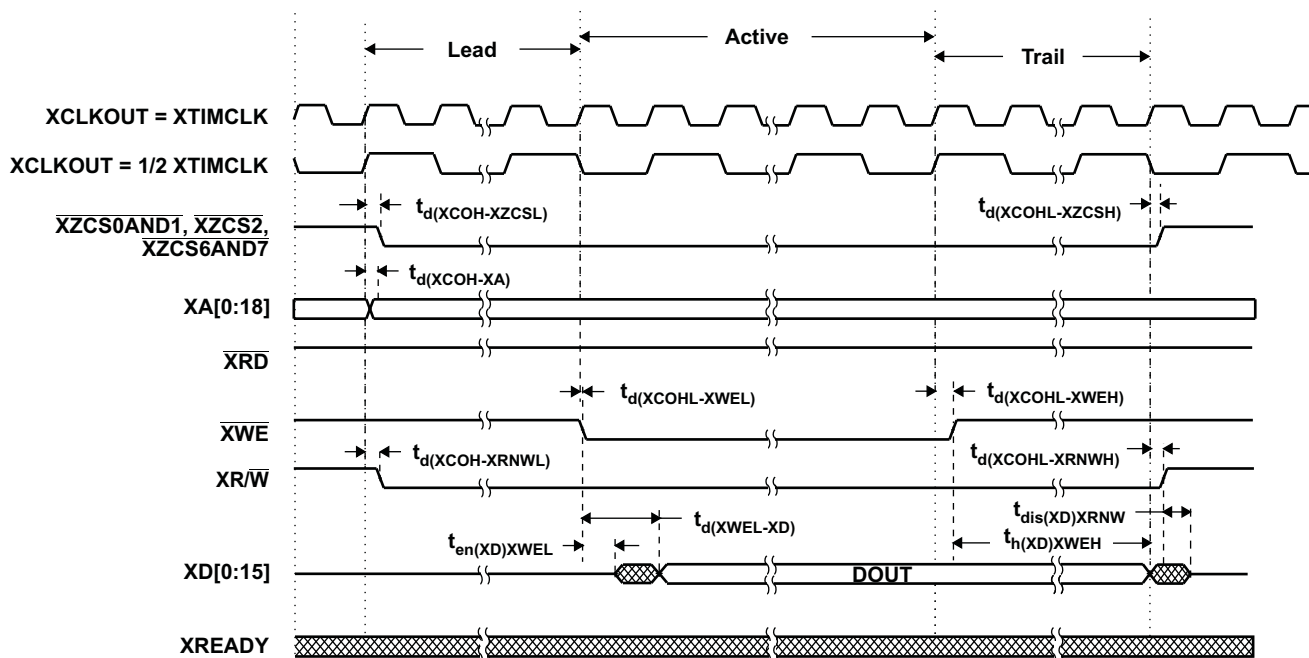 Lead
Active
Trail
XCLKOUT = XTIMCLK
XCLKOUT = 1/2 XTIMCLK
td(XCOH-XZCSL)
td(XCOHL-XZCSH)
XZCS0AND1, XZCS2,
XZCS6AND7
td(XCOH-XA)
XA[0:18]
XRD
td(XCOHL-XWEL)
td(XCOHL-XWEH)
XWE
td(XCOH-XRNWL)
td(XCOHL-XRNWH)
XR/W
td(XWEL-XD)
tdis(XD)XRNW
ten(XD)XWEL
th(XD)XWEH
XD[0:15]
DOUT
XREADY